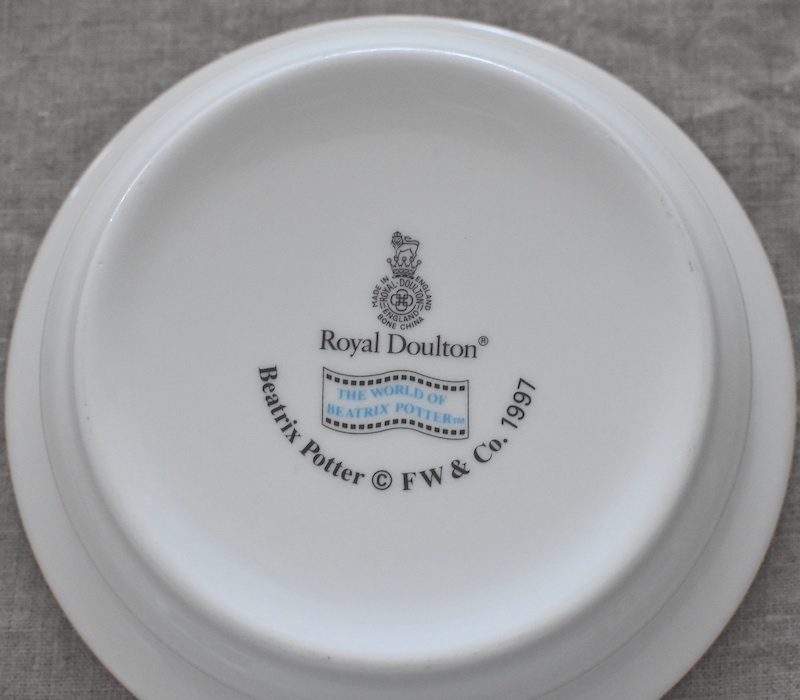 MADE IN ENGLAND
ROYAL·DOULTON
ENGLAND
BONE CHINA
Royal Doulton®
THE WORLD OF
BEATRIX POTTER™
Beatrix Potter © FW & Co. 1997